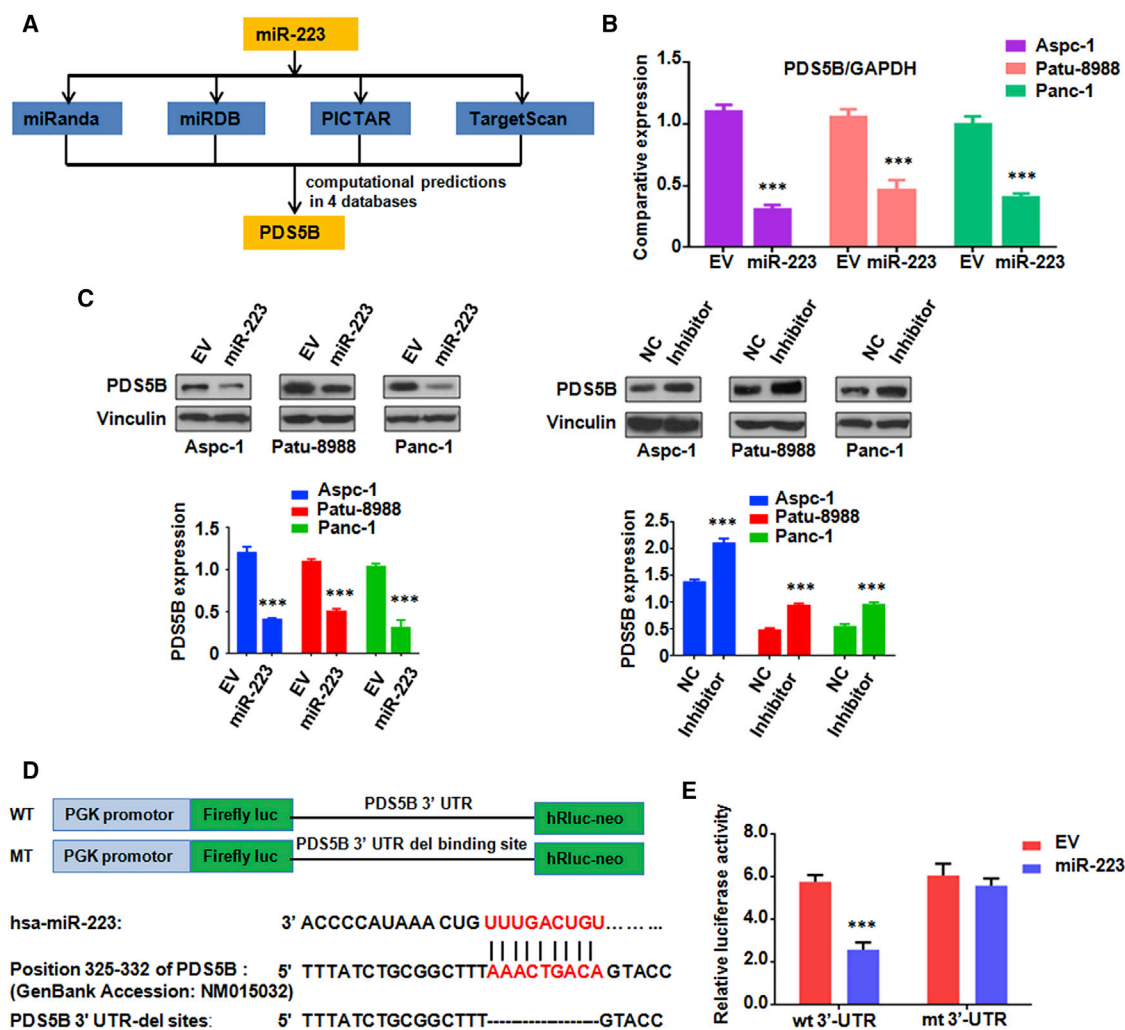 A
miR-223
miRanda
miRDB
PICTAR
TargetScan
computational predictions
in 4 databases
PDS5B
B
Aspc-1
Patu-8988
Panc-1
PDS5B/GAPDH
Comparative expression
1.5
1.0
0.5
0
*** *** ***
EV miR-223 EV miR-223 EV miR-223
C
EV miR-223 EV miR-223 EV miR-223
PDS5B
Vinculin
Aspc-1 Patu-8988 Panc-1
Aspc-1
Patu-8988
Panc-1
PDS5B expression
1.5
1.0
0.5
0
*** *** ***
EV miR-223 EV miR-223 EV miR-223
NC Inhibitor NC Inhibitor NC Inhibitor
PDS5B
Vinculin
Aspc-1 Patu-8988 Panc-1
Aspc-1
Patu-8988
Panc-1
PDS5B expression
2.5
2.0
1.5
1.0
0.5
0
*** *** ***
NC Inhibitor NC Inhibitor NC Inhibitor
D
WT PGK promotor Firefly luc PDS5B 3' UTR hRluc-neo
MT PGK promotor Firefly luc PDS5B 3' UTR del binding site hRluc-neo
hsa-miR-223: 3' ACCCCAUAAA CUG UUUGACUGU... ... ...
Position 325-332 of PDS5B : 5' TTTATCTGCGGCTTTAAACTGACA GTACC
(GenBank Accession: NM015032)
PDS5B 3' UTR-del sites: 5' TTTATCTGCGGCTTT-------------------GTACC
E
EV
miR-223
Relative luciferase activity
8.0
6.0
4.0
2.0
0.0
***
wt 3'-UTR mt 3'-UTR